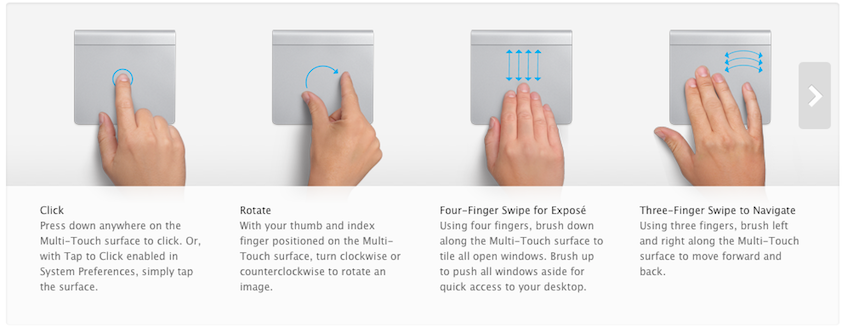 Click
Press down anywhere on the
Multi-Touch surface to click. Or,
with Tap to Click enabled in
System Preferences, simply tap
the surface.
Rotate
With your thumb and index
finger positioned on the Multi-
Touch surface, turn clockwise or
counterclockwise to rotate an
image.
Four-Finger Swipe for Exposé
Using four fingers, brush down
along the Multi-Touch surface to
tile all open windows. Brush up
to push all windows aside for
quick access to your desktop.
Three-Finger Swipe to Navigate
Using three fingers, brush left
and right along the Multi-Touch
surface to move forward and
back.